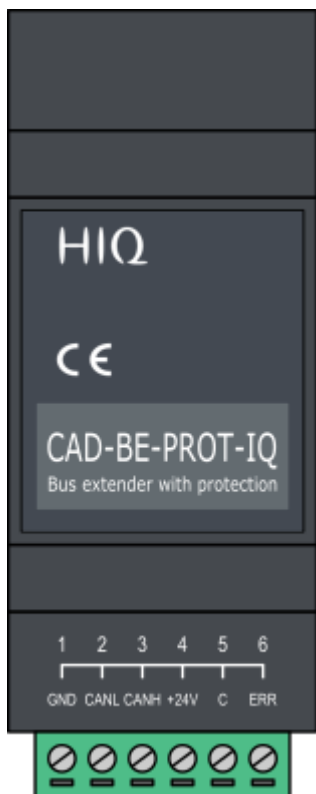 HIQ
CE
CAD-BE-PROT-IQ
Bus extender with protection
1 2 3 4 5 6
GND CANL CANH +24V C ERR